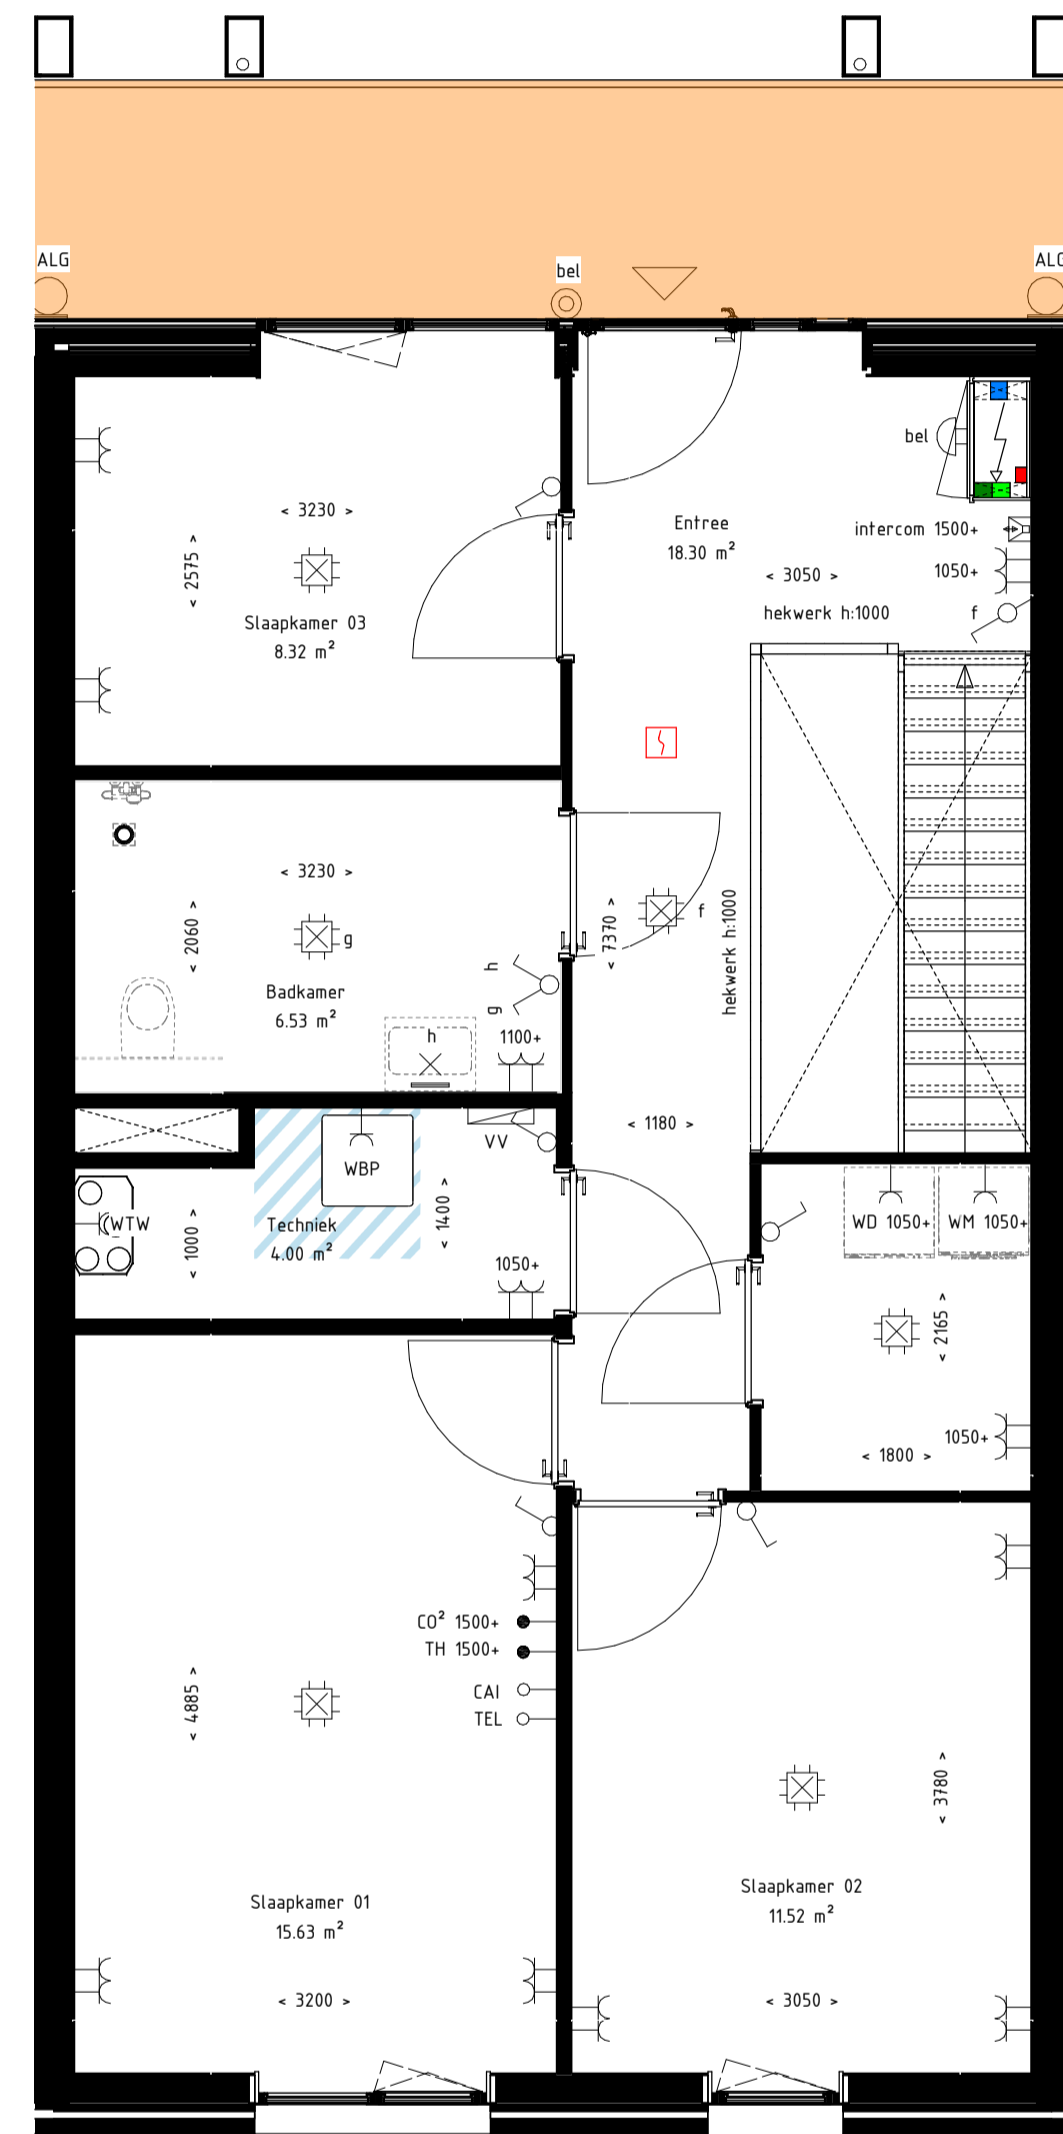 ALG
bel
ALG
bel
< 3230 >
Entree
18.30 m²
intercom 1500+
< 2575 >
1050+
< 3050 >
Slaapkamer 03
8.32 m²
hekwerk h:1000
f
< 3230 >
< 2060 >
g
< 7370 >
f
hekwerk h:1000
Badkamer
6.53 m²
h
g
h
1100+
< 1180 >
VV
WBP
WTW
< 1000 >
Techniek
4.00 m²
< 1400 >
1050+
WD 1050+
WM 1050+
< 2165 >
1050+
< 1800 >
CO² 1500+
TH 1500+
CAI
TEL
< 4885 >
< 3780 >
Slaapkamer 01
15.63 m²
Slaapkamer 02
11.52 m²
< 3200 >
< 3050 >